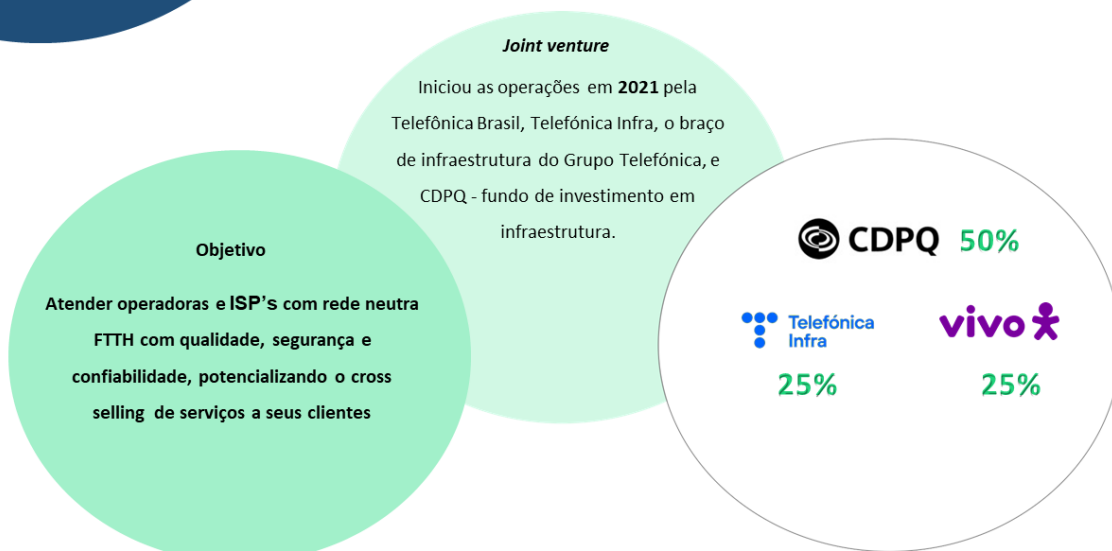 Joint venture
Iniciou as operações em 2021 pela
Telefônica Brasil, Telefónica Infra, o braço
de infraestrutura do Grupo Telefónica, e
CDPQ - fundo de investimento em
infraestrutura.
Objetivo
Atender operadoras e ISP's com rede neutra
FTTH com qualidade, segurança e
confiabilidade, potencializando o cross
selling de serviços a seus clientes
CDPQ 50%
Telefónica
Infra
vivo
25%
25%